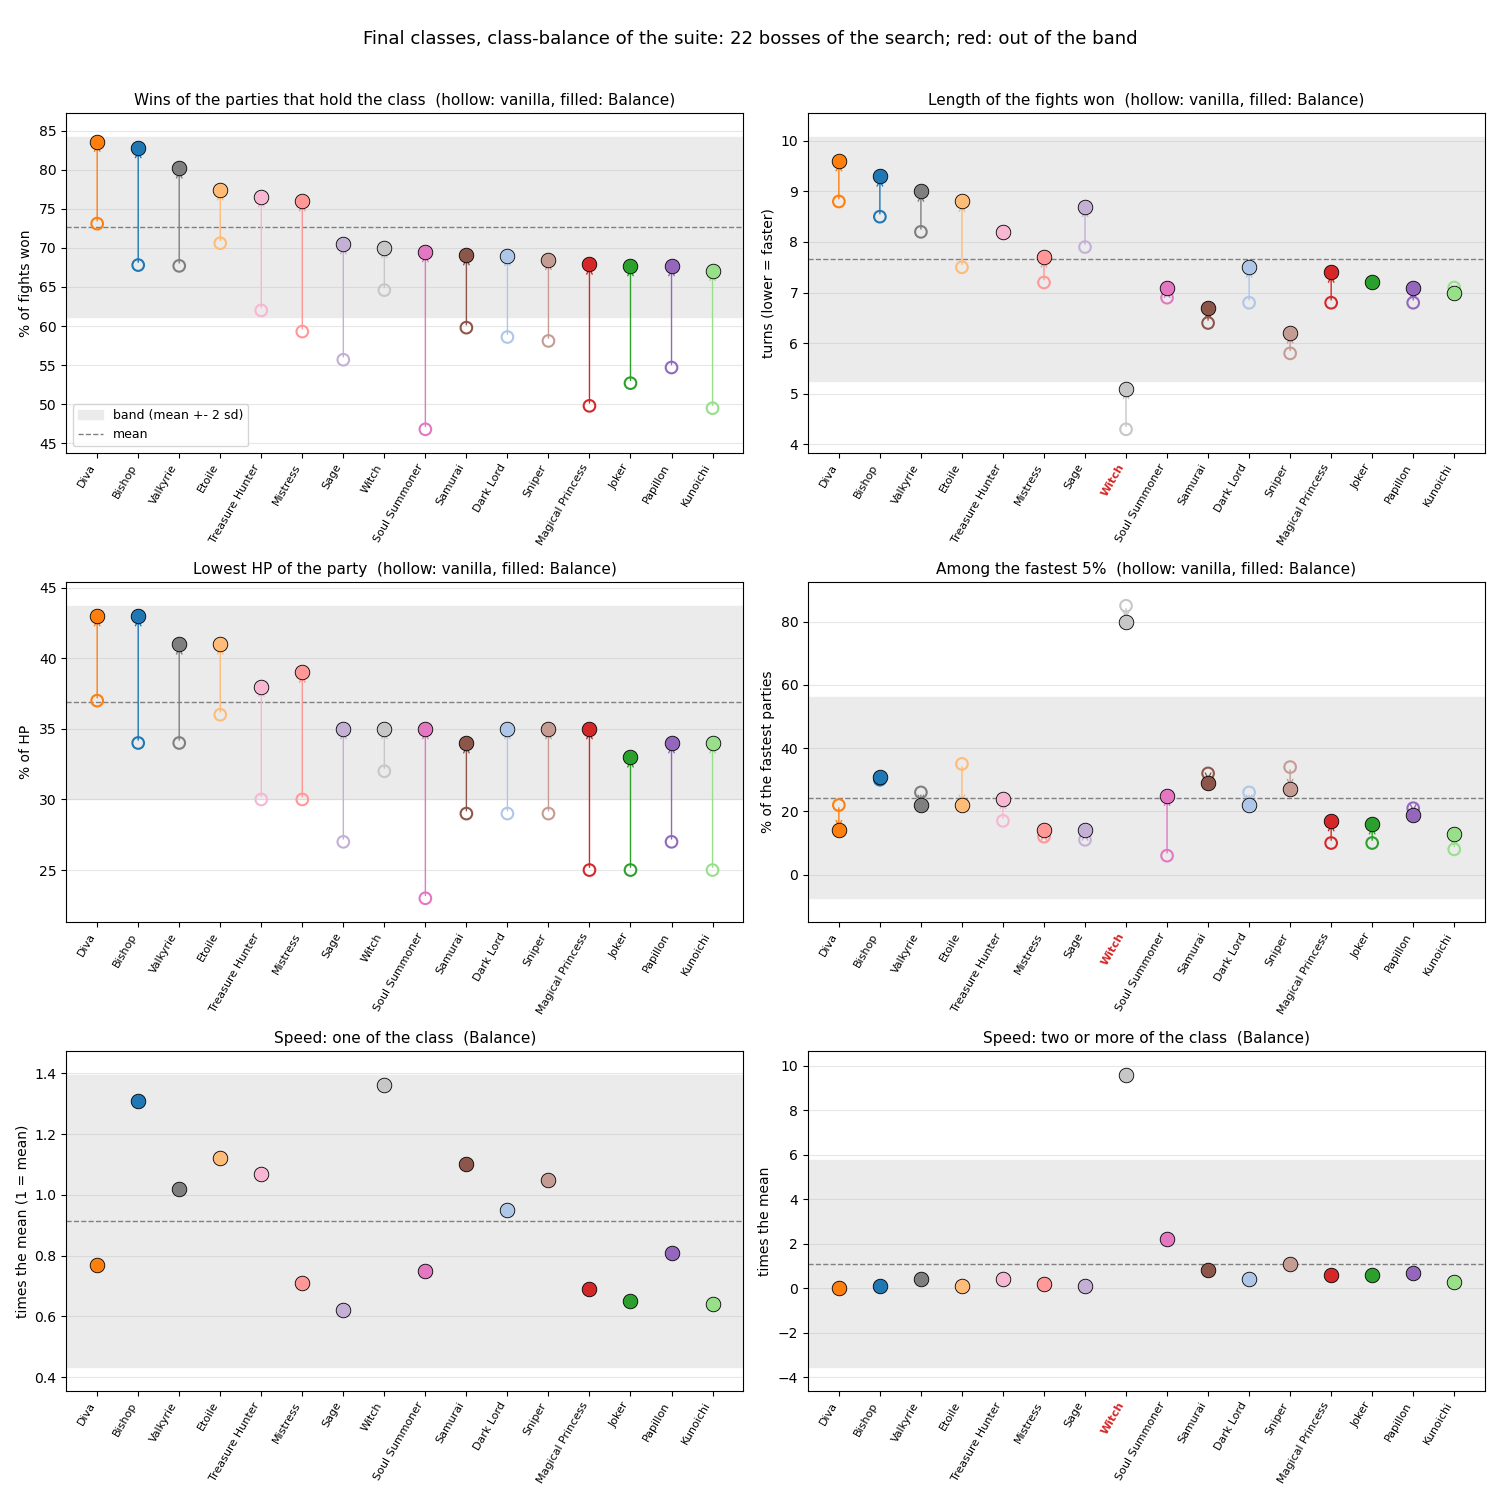 Final classes, class-balance of the suite: 22 bosses of the search; red: out of the band
Wins of the parties that hold the class  (hollow: vanilla, filled: Balance)
% of fights won
85
80
75
70
65
60
55
50
45
band (mean +- 2 sd)
mean
Diva
Bishop
Valkyrie
Etoile
Treasure Hunter
Mistress
Sage
Witch
Soul Summoner
Samurai
Dark Lord
Sniper
Magical Princess
Joker
Papillon
Kunoichi
Length of the fights won  (hollow: vanilla, filled: Balance)
turns (lower = faster)
10
9
8
7
6
5
4
Diva
Bishop
Valkyrie
Etoile
Treasure Hunter
Mistress
Sage
Witch
Soul Summoner
Samurai
Dark Lord
Sniper
Magical Princess
Joker
Papillon
Kunoichi
Lowest HP of the party  (hollow: vanilla, filled: Balance)
% of HP
45
40
35
30
25
Diva
Bishop
Valkyrie
Etoile
Treasure Hunter
Mistress
Sage
Witch
Soul Summoner
Samurai
Dark Lord
Sniper
Magical Princess
Joker
Papillon
Kunoichi
Among the fastest 5%  (hollow: vanilla, filled: Balance)
% of the fastest parties
80
60
40
20
0
Diva
Bishop
Valkyrie
Etoile
Treasure Hunter
Mistress
Sage
Witch
Soul Summoner
Samurai
Dark Lord
Sniper
Magical Princess
Joker
Papillon
Kunoichi
Speed: one of the class  (Balance)
times the mean (1 = mean)
1.4
1.2
1.0
0.8
0.6
0.4
Diva
Bishop
Valkyrie
Etoile
Treasure Hunter
Mistress
Sage
Witch
Soul Summoner
Samurai
Dark Lord
Sniper
Magical Princess
Joker
Papillon
Kunoichi
Speed: two or more of the class  (Balance)
times the mean
10
8
6
4
2
0
−2
−4
Diva
Bishop
Valkyrie
Etoile
Treasure Hunter
Mistress
Sage
Witch
Soul Summoner
Samurai
Dark Lord
Sniper
Magical Princess
Joker
Papillon
Kunoichi